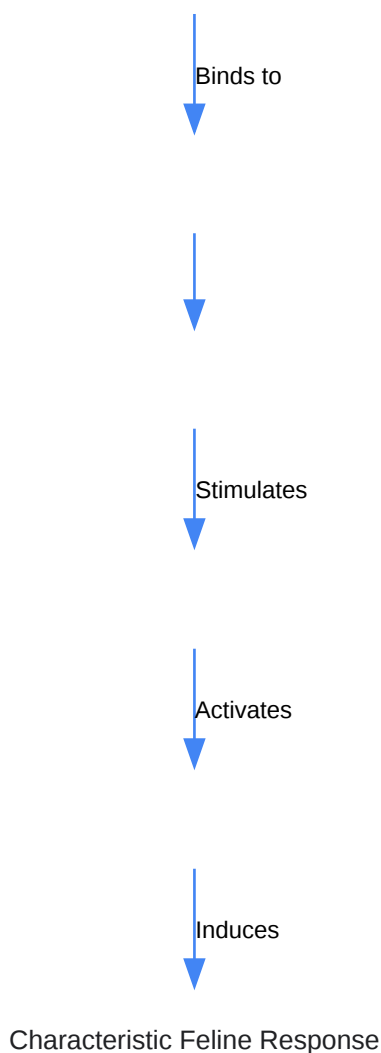 Binds to
Stimulates
Activates
Induces
Characteristic Feline Response